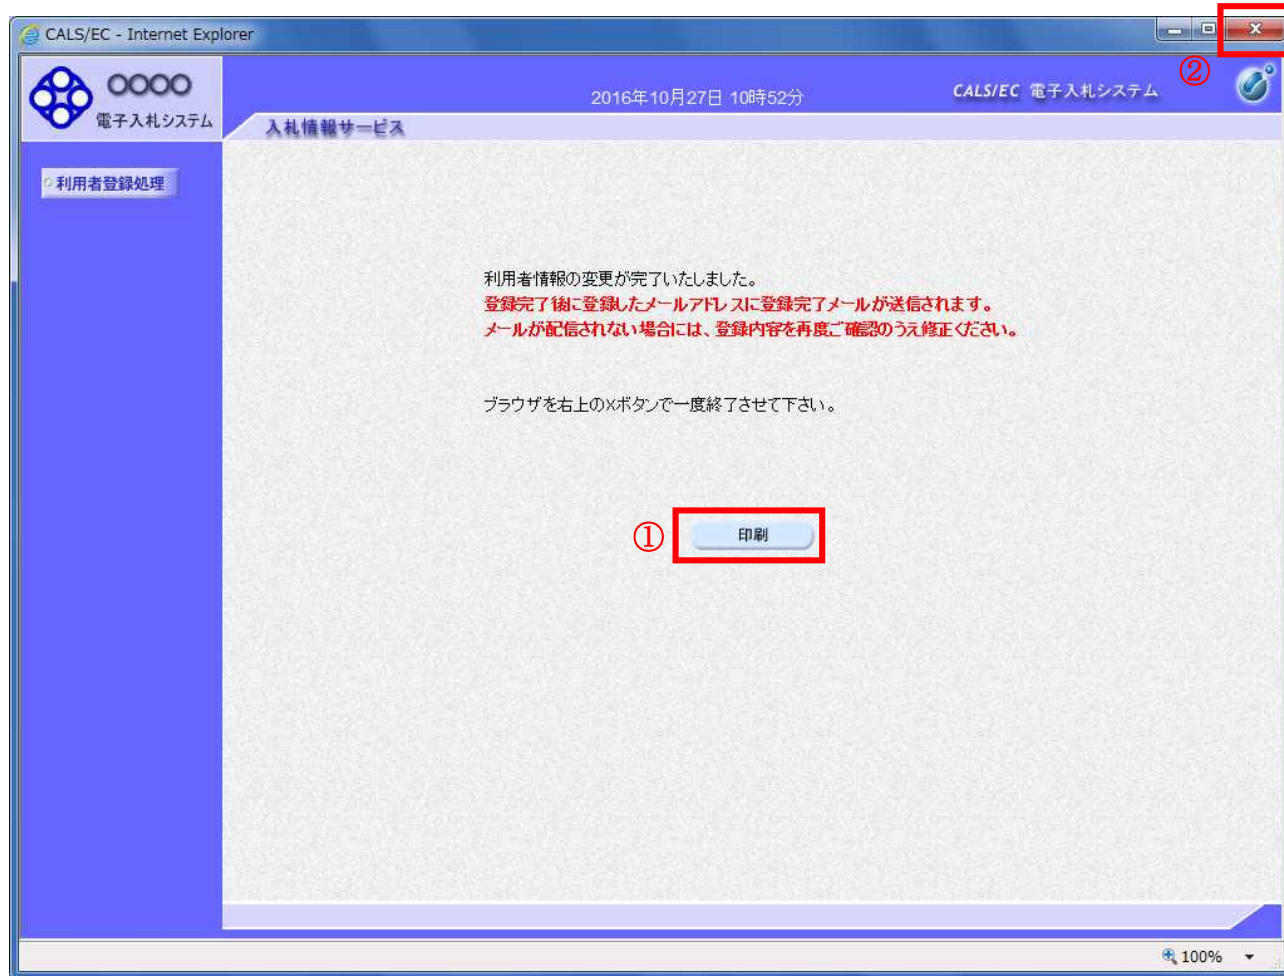 CALS/EC - Internet Explorer
②
○○○○
電子入札システム
2016年10月27日 10時52分
CALS/EC 電子入札システム
入札情報サービス
利用者登録処理
利用者情報の変更が完了いたしました。
登録完了後に登録したメールアドレスに登録完了メールが送信されます。
メールが配信されない場合には、登録内容を再度ご確認のうえ修正ください。
ブラウザを右上の×ボタンで一度終了させて下さい。
① 印刷
100%